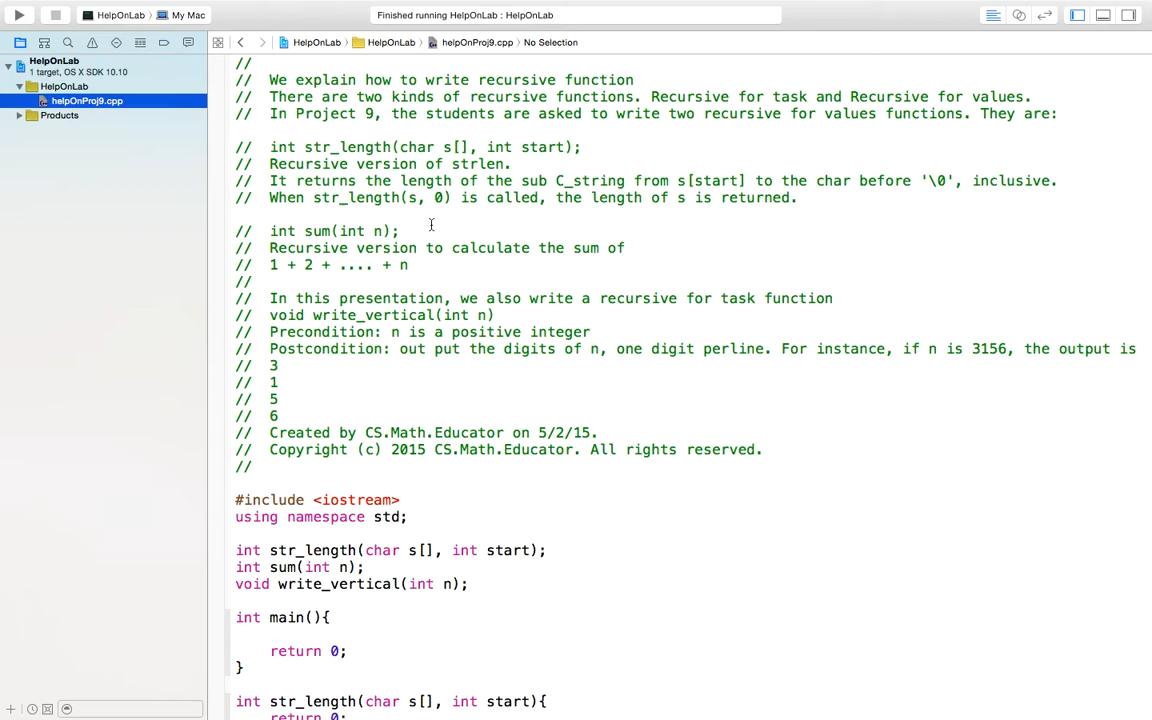 HelpOnLab › My Mac
Finished running HelpOnLab : HelpOnLab
HelpOnLab › HelpOnLab › helpOnProj9.cpp › No Selection
HelpOnLab
1 target, OS X SDK 10.10
HelpOnLab
helpOnProj9.cpp
Products
//
//  We explain how to write recursive function
//  There are two kinds of recursive functions. Recursive for task and Recursive for values.
//  In Project 9, the students are asked to write two recursive for values functions. They are:
//  int str_length(char s[], int start);
//  Recursive version of strlen.
//  It returns the length of the sub C_string from s[start] to the char before '\0', inclusive.
//  When str_length(s, 0) is called, the length of s is returned.
//  int sum(int n);
//  Recursive version to calculate the sum of
//  1 + 2 + .... + n
//
//  In this presentation, we also write a recursive for task function
//  void write_vertical(int n)
//  Precondition: n is a positive integer
//  Postcondition: out put the digits of n, one digit perline. For instance, if n is 3156, the output is
//  3
//  1
//  5
//  6
//  Created by CS.Math.Educator on 5/2/15.
//  Copyright (c) 2015 CS.Math.Educator. All rights reserved.
//
#include <iostream>
using namespace std;
int str_length(char s[], int start);
int sum(int n);
void write_vertical(int n);
int main(){
return 0;
}
int str_length(char s[], int start){
return 0;